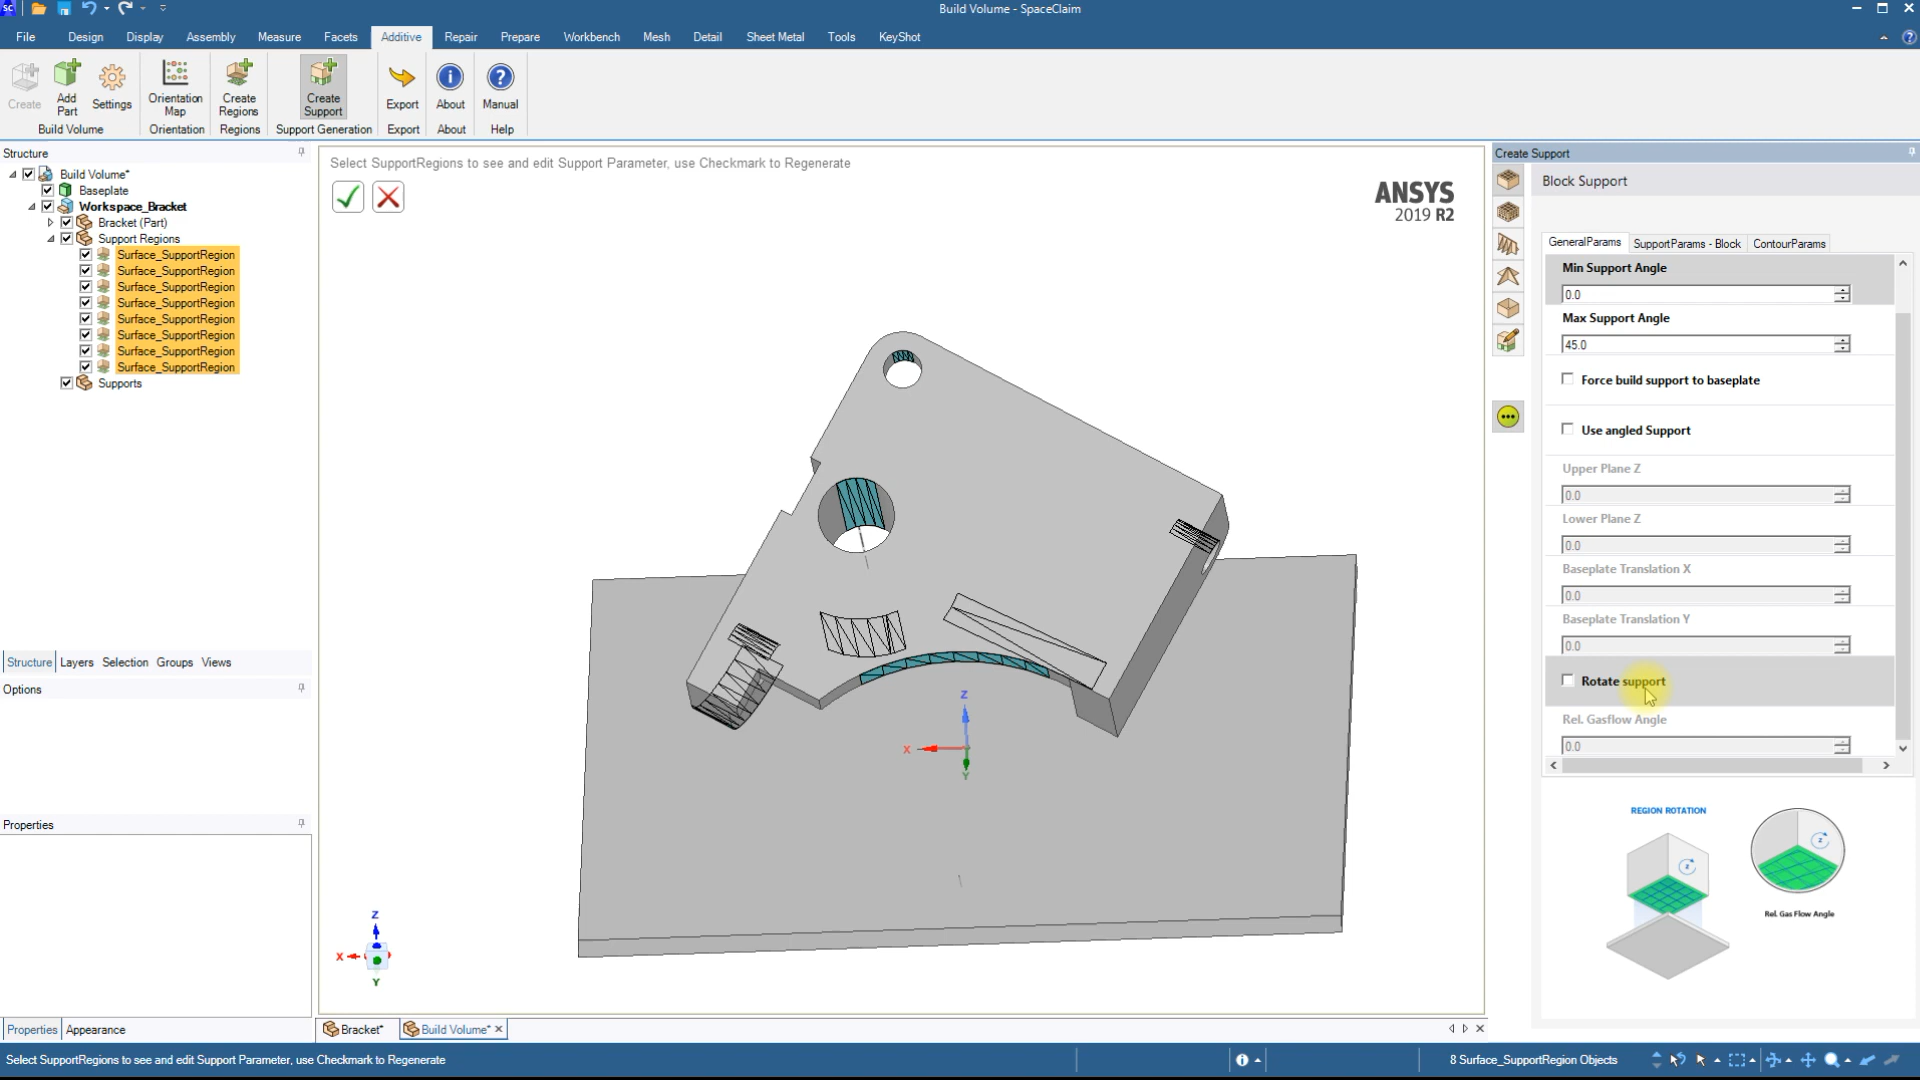 Build Volume - SpaceClaim
File Design Display Assembly Measure Facets Additive Repair Prepare Workbench Mesh Detail Sheet Metal Tools KeyShot
Create
Add
Part
Settings
Build Volume
Orientation
Map
Orientation
Create
Regions
Regions
Create
Support
Support Generation
Export
Export
About
About
Manual
Help
Structure
Build Volume*
Baseplate
Workspace_Bracket
Bracket (Part)
Support Regions
Surface_SupportRegion
Surface_SupportRegion
Surface_SupportRegion
Surface_SupportRegion
Surface_SupportRegion
Surface_SupportRegion
Surface_SupportRegion
Surface_SupportRegion
Supports
Structure Layers Selection Groups Views
Options
Properties
Properties Appearance
Select SupportRegions to see and edit Support Parameter, use Checkmark to Regenerate
ANSYS
2019 R2
Z
X
Y
Z
X
Y
Bracket* Build Volume*
Create Support
Block Support
GeneralParams SupportParams - Block ContourParams
Min Support Angle
0.0
Max Support Angle
45.0
Force build support to baseplate
Use angled Support
Upper Plane Z
0.0
Lower Plane Z
0.0
Baseplate Translation X
0.0
Baseplate Translation Y
0.0
Rotate support
Rel. Gasflow Angle
0.0
REGION ROTATION
Z
Z
Rel. Gas Flow Angle
Select SupportRegions to see and edit Support Parameter, use Checkmark to Regenerate
8 Surface_SupportRegion Objects